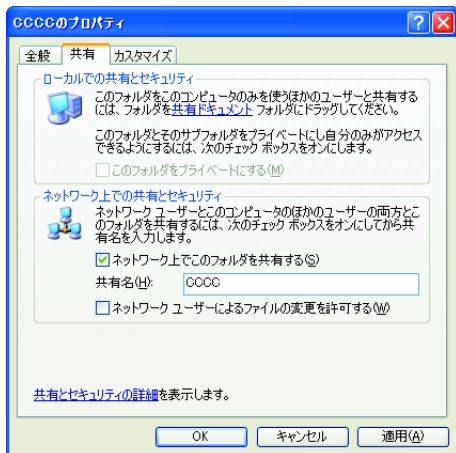 CCCCのプロパティ
全般 共有 カスタマイズ
ローカルでの共有とセキュリティ
このフォルダをこのコンピュータのみを使うほかのユーザーと共有する
には、フォルダを共有ドキュメント フォルダにドラッグしてください。
このフォルダとそのサブフォルダをプライベートにし自分のみがアクセス
できるようにするには、次のチェック ボックスをオンにします。
このフォルダをプライベートにする(M)
ネットワーク上での共有とセキュリティ
ネットワーク ユーザーとこのコンピュータのほかのユーザーの両方とこ
のフォルダを共有するには、次のチェック ボックスをオンにしてから共
有名を入力します。
ネットワーク上でこのフォルダを共有する(S)
共有名(H): CCCC
ネットワーク ユーザーによるファイルの変更を許可する(W)
共有とセキュリティの詳細を表示します。
OK キャンセル 適用(A)